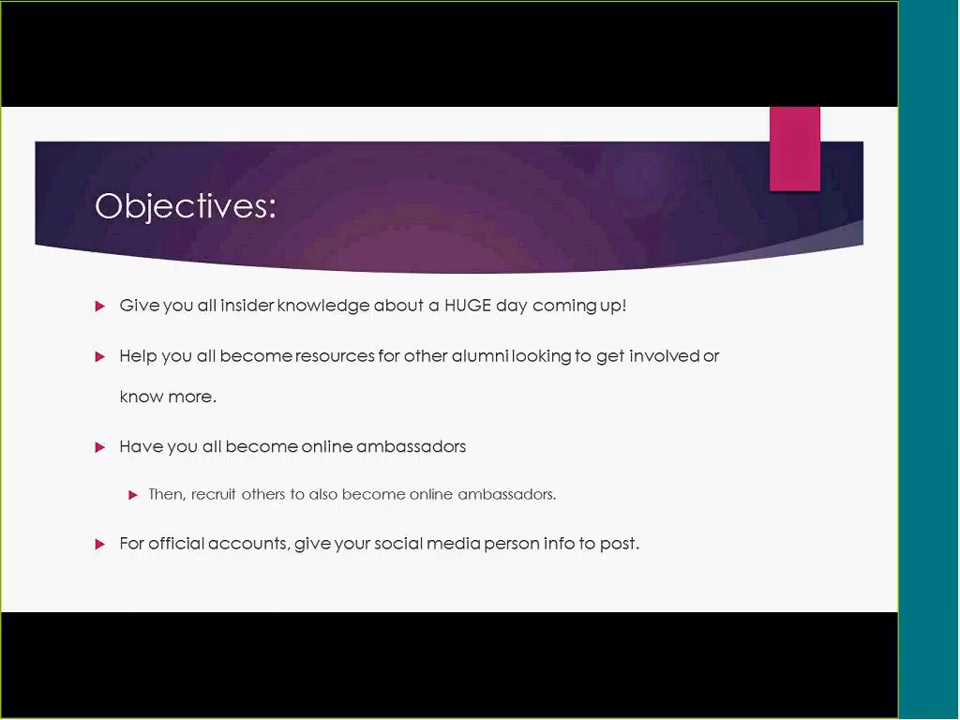 Objectives:
Give you all insider knowledge about a HUGE day coming up!
Help you all become resources for other alumni looking to get involved or
know more.
Have you all become online ambassadors
Then, recruit others to also become online ambassadors.
For official accounts, give your social media person info to post.